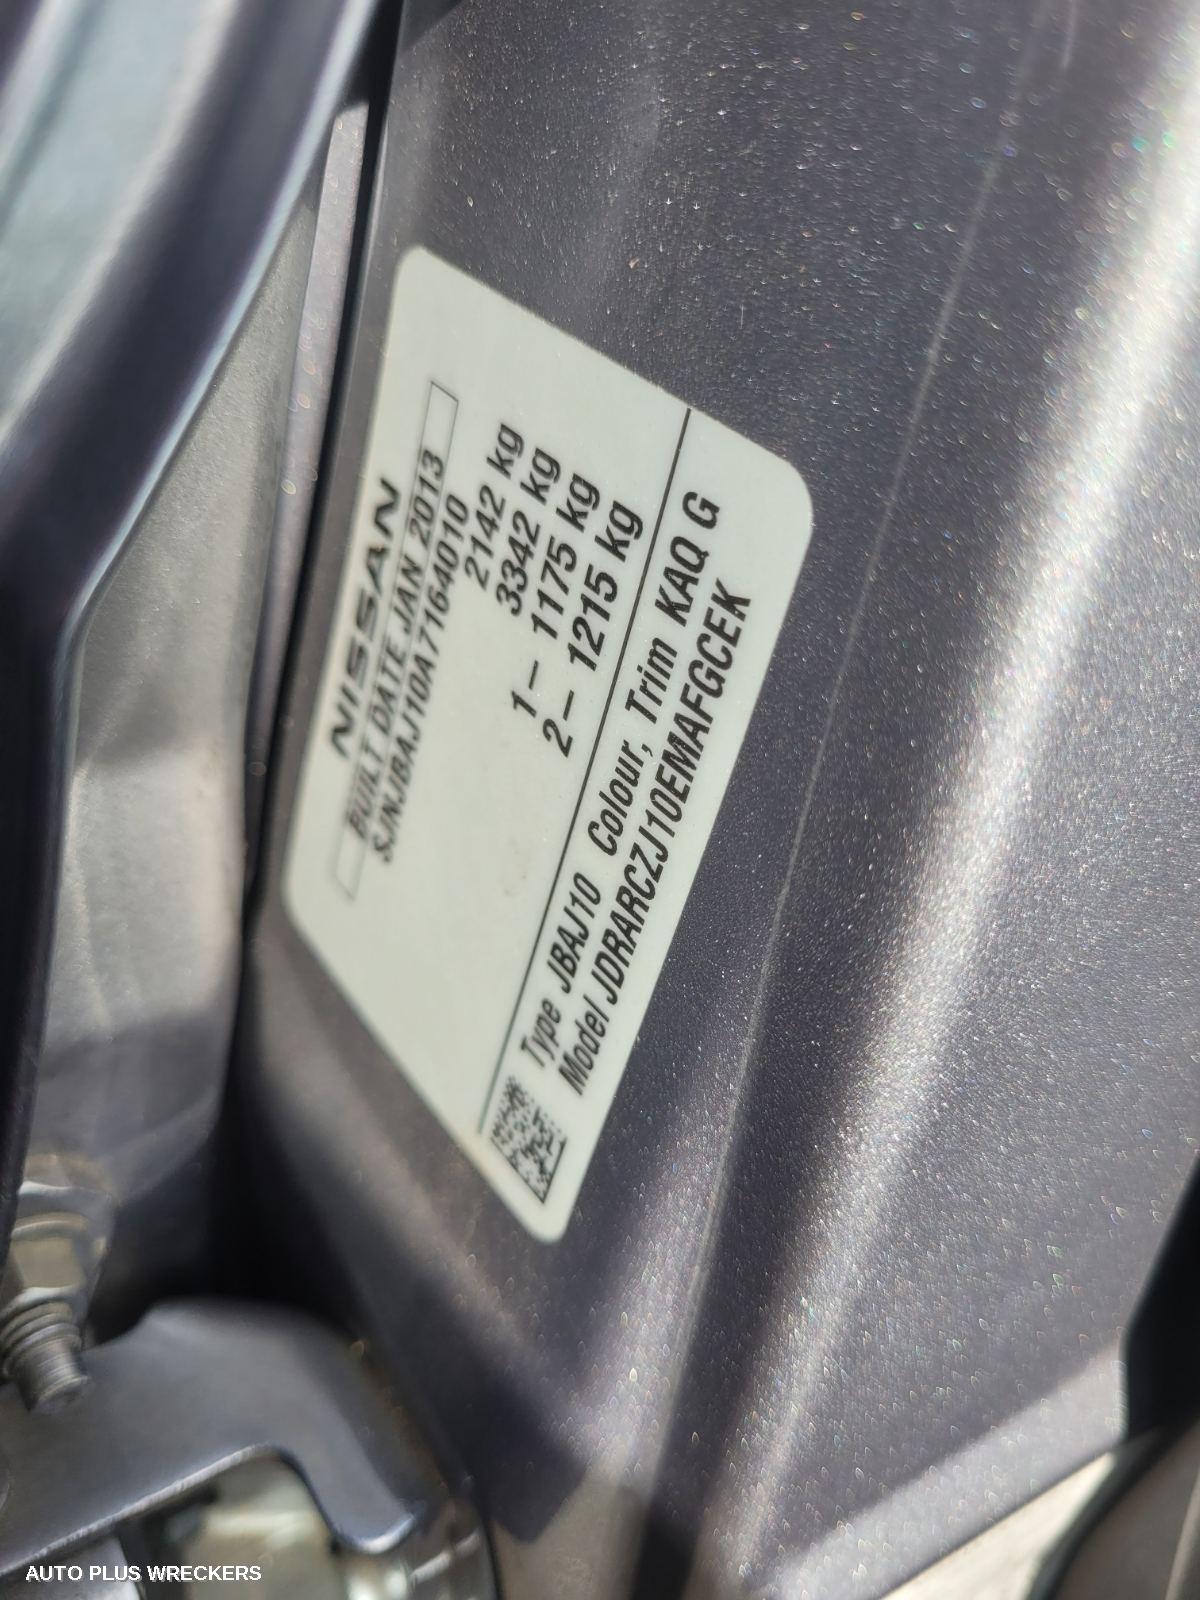 NISSAN
BUILT DATE JAN 2013
SJNJBAJ10A7164010
2142 kg
3342 kg
1– 1175 kg
2– 1215 kg
Type JBAJ10 Colour, Trim KAQ G
Model JDRARCZJ10EMAFGCEK
AUTO PLUS WRECKERS